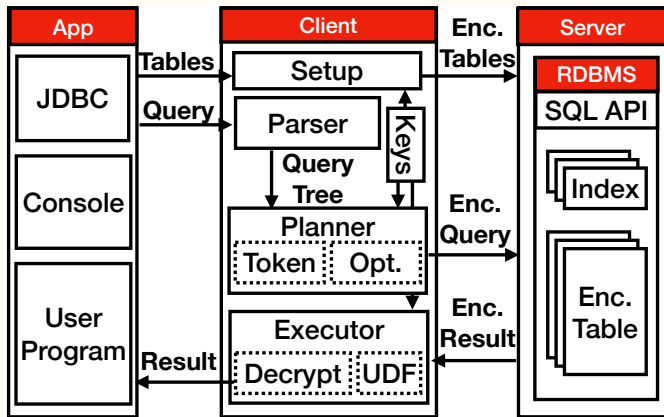 App
JDBC
Console
User
Program
Tables
Query
Result
Client
Setup
Parser
Keys
Query
Tree
Planner
Token
Opt.
Executor
Decrypt
UDF
Enc.
Tables
Enc.
Query
Enc.
Result
Server
RDBMS
SQL API
Index
Enc.
Table